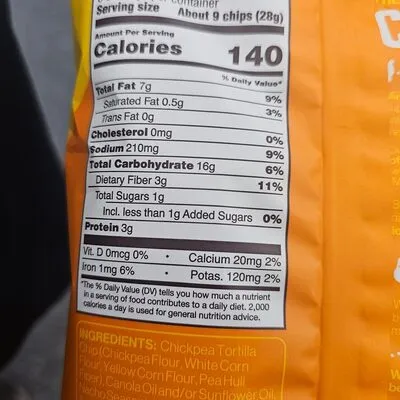 container
Serving size About 9 chips (28g)
Amount Per Serving
Calories 140
% Daily Value*
Total Fat 7g 9%
Saturated Fat 0.5g 3%
Trans Fat 0g
Cholesterol 0mg 0%
Sodium 210mg 9%
Total Carbohydrate 16g 6%
Dietary Fiber 3g 11%
Total Sugars 1g
Incl. less than 1g Added Sugars 0%
Protein 3g
Vit. D 0mcg 0% • Calcium 20mg 2%
Iron 1mg 6% • Potas. 120mg 2%
*The % Daily Value (DV) tells you how much a nutrient
in a serving of food contributes to a daily diet. 2,000
calories a day is used for general nutrition advice.
INGREDIENTS: Chickpea Tortilla
Chip (Chickpea Flour, White Corn
Flour, Yellow Corn Flour, Pea Hull
Fiber), Canola Oil and/or Sunflower Oil,
Nacho